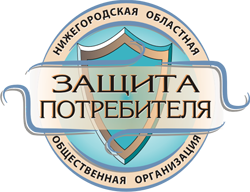 НИЖЕГОРОДСКАЯ ОБЛАСТНАЯ
ЗАЩИТА
ПОТРЕБИТЕЛЯ
ОБЩЕСТВЕННАЯ ОРГАНИЗАЦИЯ